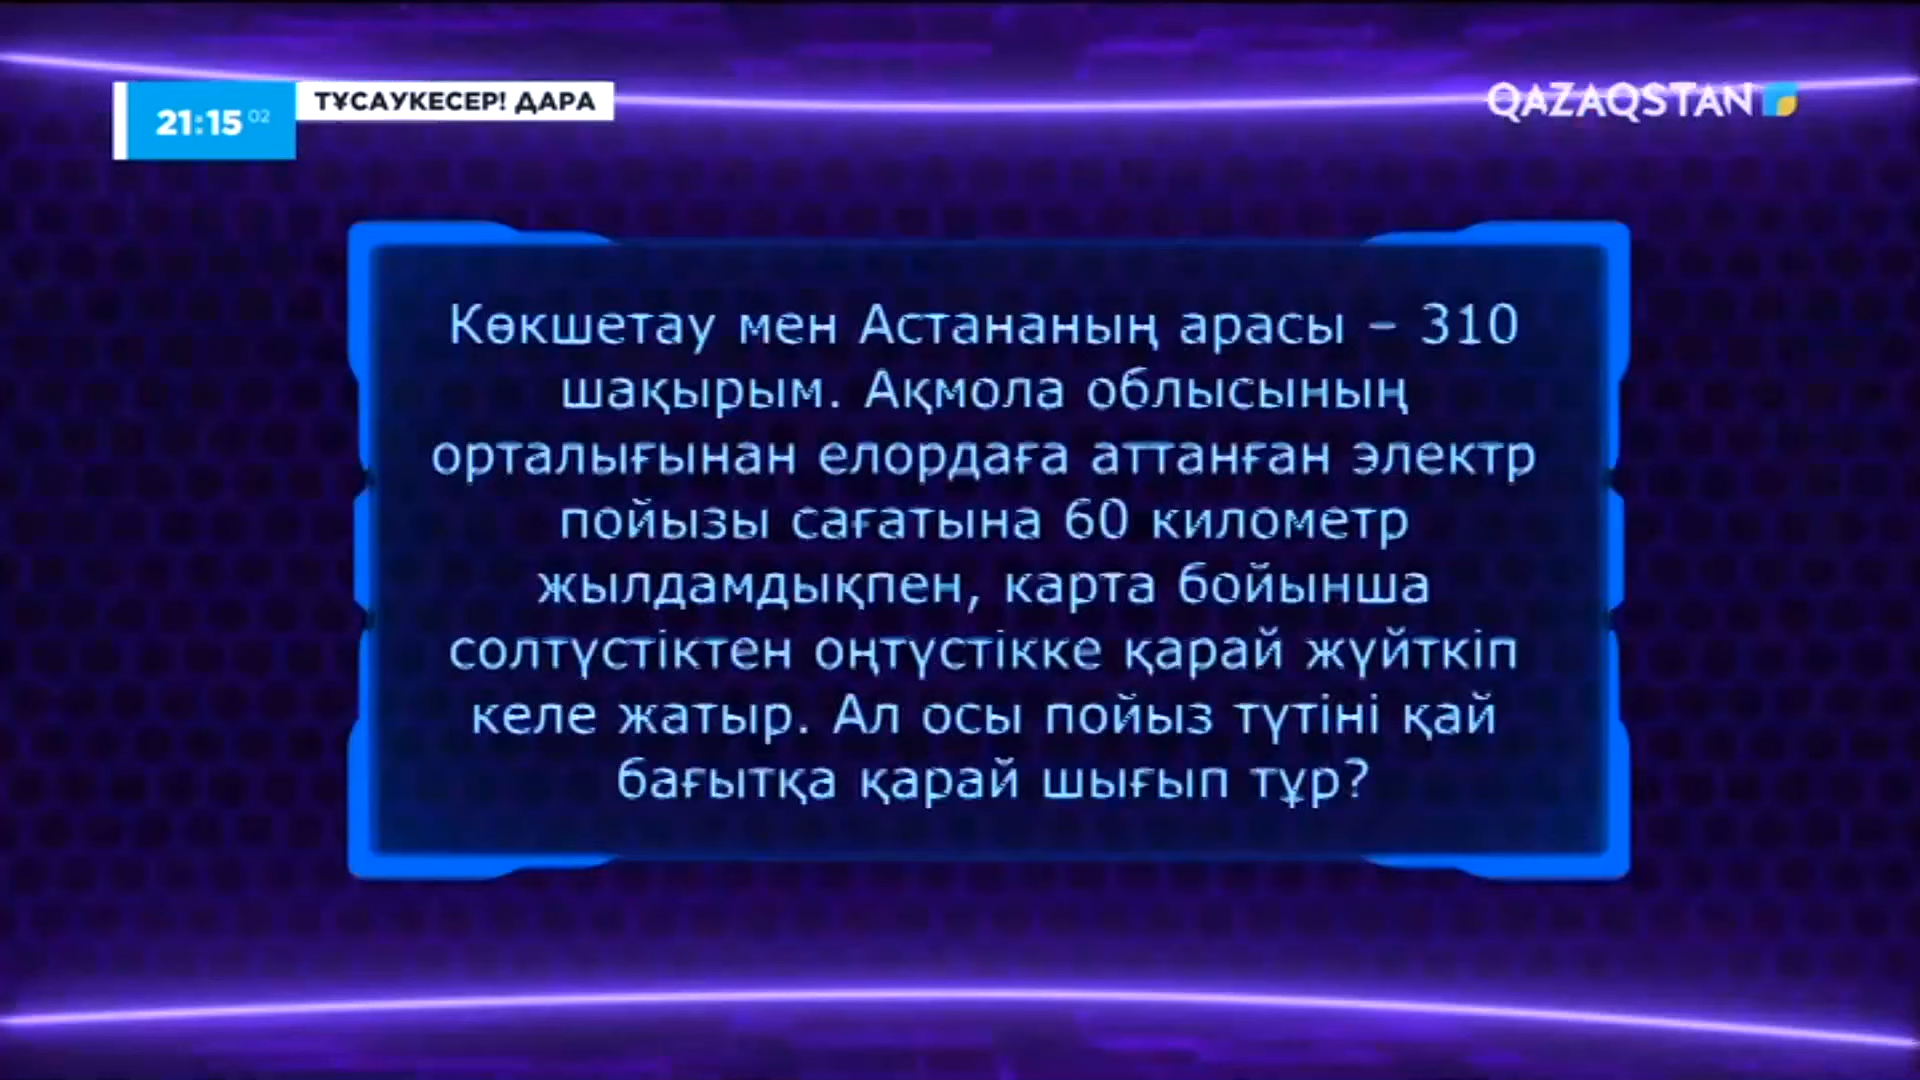 21:15 02
ТҰСАУКЕСЕР! ДАРА
QAZAQSTAN
Көкшетау мен Астананың арасы – 310
шақырым. Ақмола облысының
орталығынан елордаға аттанған электр
пойызы сағатына 60 километр
жылдамдықпен, карта бойынша
солтүстіктен оңтүстікке қарай жүйткіп
келе жатыр. Ал осы пойыз түтіні қай
бағытқа қарай шығып тұр?